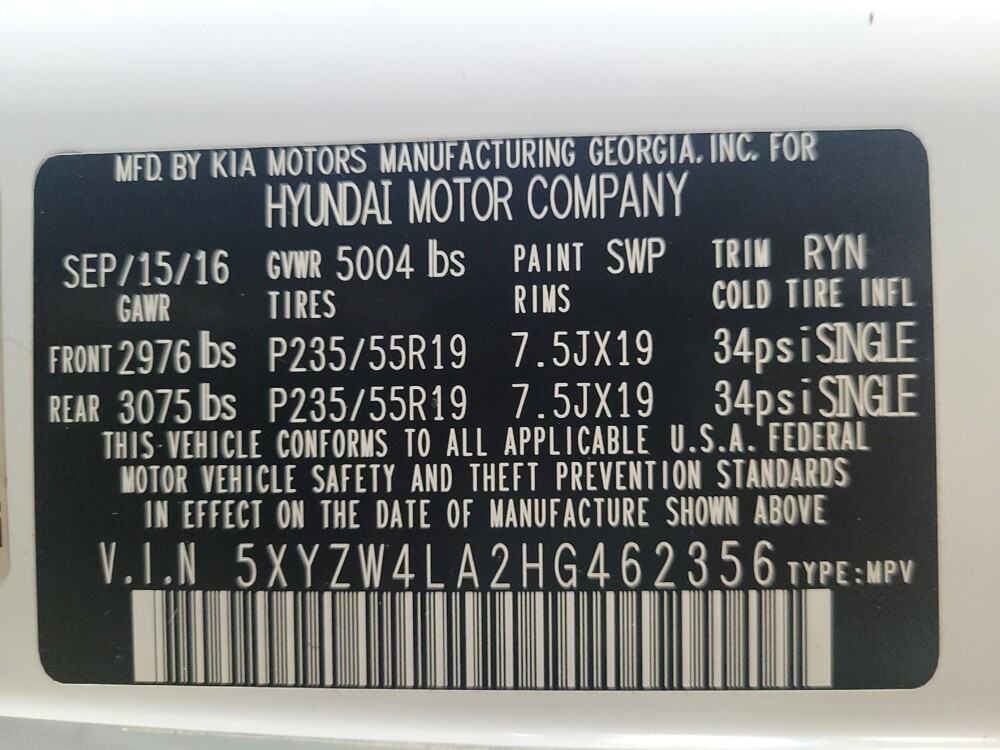 MFD. BY KIA MOTORS MANUFACTURING GEORGIA, INC. FOR
HYUNDAI MOTOR COMPANY
SEP/15/16 GVWR 5004 lbs PAINT SWP TRIM RYN
GAWR TIRES RIMS COLD TIRE INFL
FRONT 2976 lbs P235/55R19 7.5JX19 34psi SINGLE
REAR 3075 lbs P235/55R19 7.5JX19 34psi SINGLE
THIS VEHICLE CONFORMS TO ALL APPLICABLE U.S.A. FEDERAL
MOTOR VEHICLE SAFETY AND THEFT PREVENTION STANDARDS
IN EFFECT ON THE DATE OF MANUFACTURE SHOWN ABOVE
V.I.N 5XYZW4LA2HG462356 TYPE:MPV